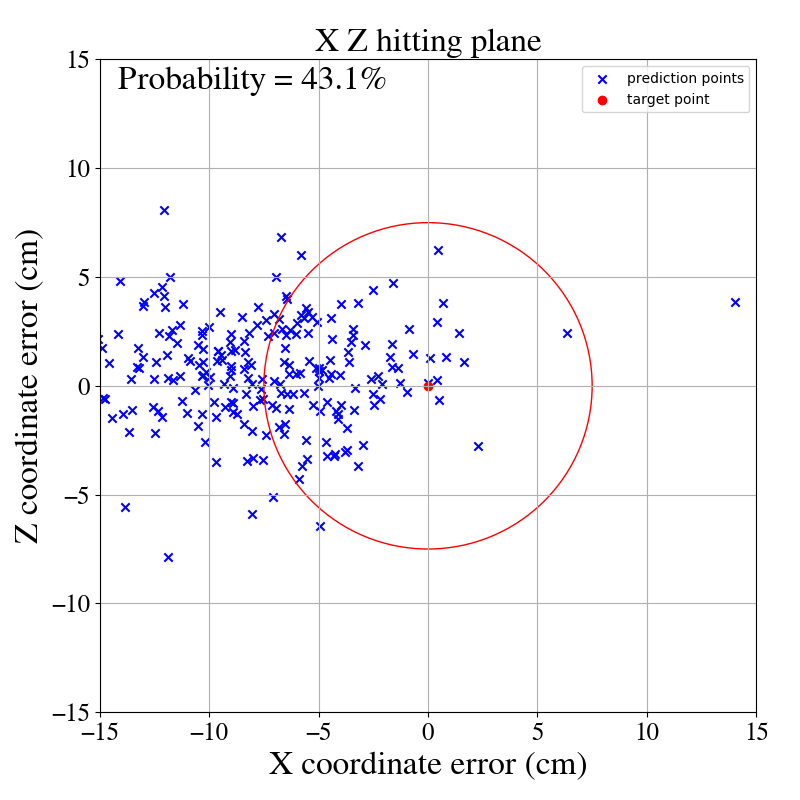 X Z hitting plane
Probability = 43.1%
prediction points
target point
15
10
5
0
−5
−10
−15
Z coordinate error (cm)
−15 −10 −5 0 5 10 15
X coordinate error (cm)